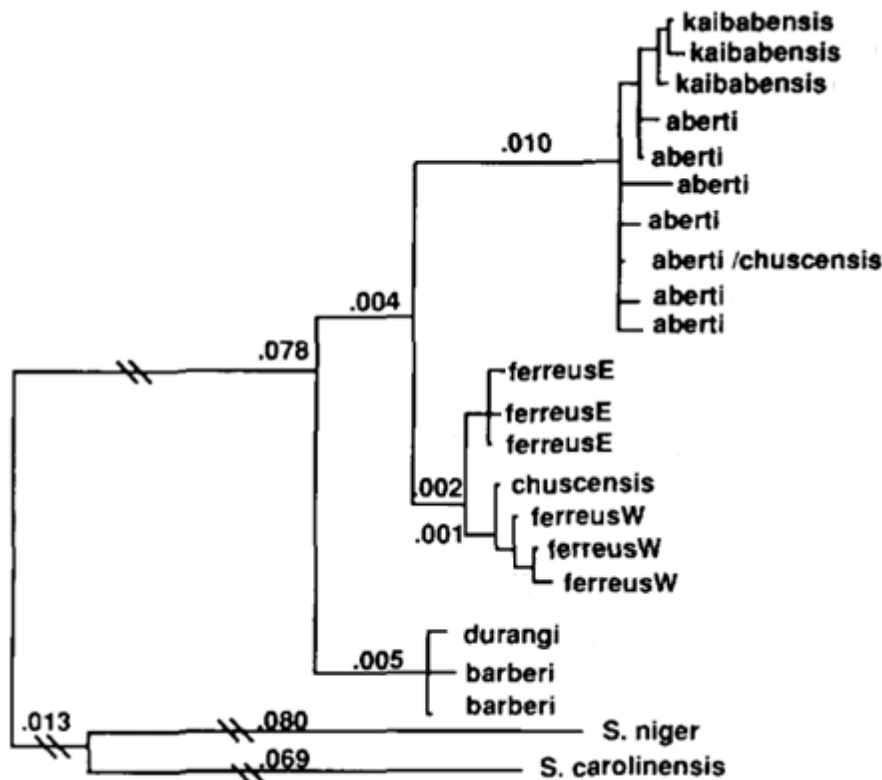 kaibabensis
kaibabensis
kaibabensis
aberti
.010
aberti
aberti
aberti
aberti /chuscensis
.004
aberti
aberti
.078
ferreusE
ferreusE
ferreusE
chuscensis
.002
ferreusW
.001
ferreusW
ferreusW
durangi
.005
barberi
barberi
.013
.080
S. niger
.069
S. carolinensis